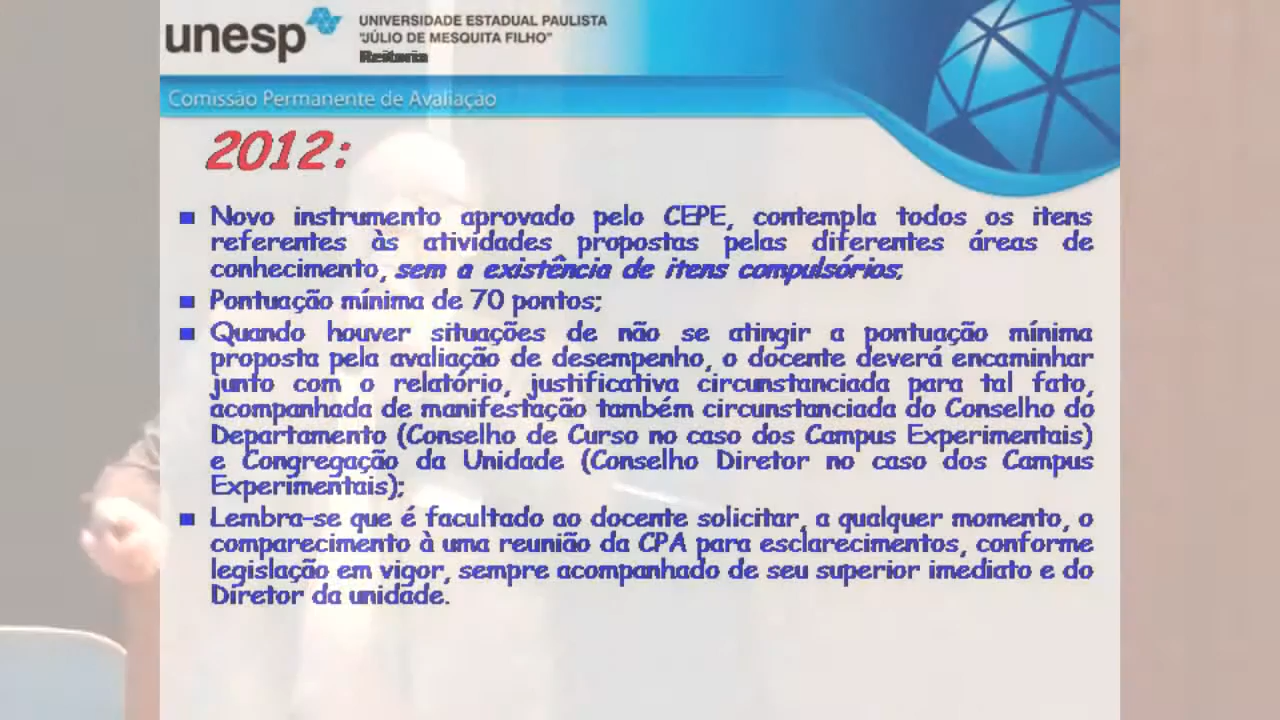 unesp
UNIVERSIDADE ESTADUAL PAULISTA
"JÚLIO DE MESQUITA FILHO"
Reitoria
Comissão Permanente de Avaliação
2012:
Novo instrumento aprovado pelo CEPE, contempla todos os itens
referentes às atividades propostas pelas diferentes áreas de
conhecimento, sem a existência de itens compulsórios;
Pontuação mínima de 70 pontos;
Quando houver situações de não se atingir a pontuação mínima
proposta pela avaliação de desempenho, o docente deverá encaminhar
junto com o relatório, justificativa circunstanciada para tal fato,
acompanhada de manifestação também circunstanciada do Conselho do
Departamento (Conselho de Curso no caso dos Campus Experimentais)
e Congregação da Unidade (Conselho Diretor no caso dos Campus
Experimentais);
Lembra-se que é facultado ao docente solicitar, a qualquer momento, o
comparecimento à uma reunião da CPA para esclarecimentos, conforme
legislação em vigor, sempre acompanhado de seu superior imediato e do
Diretor da unidade.